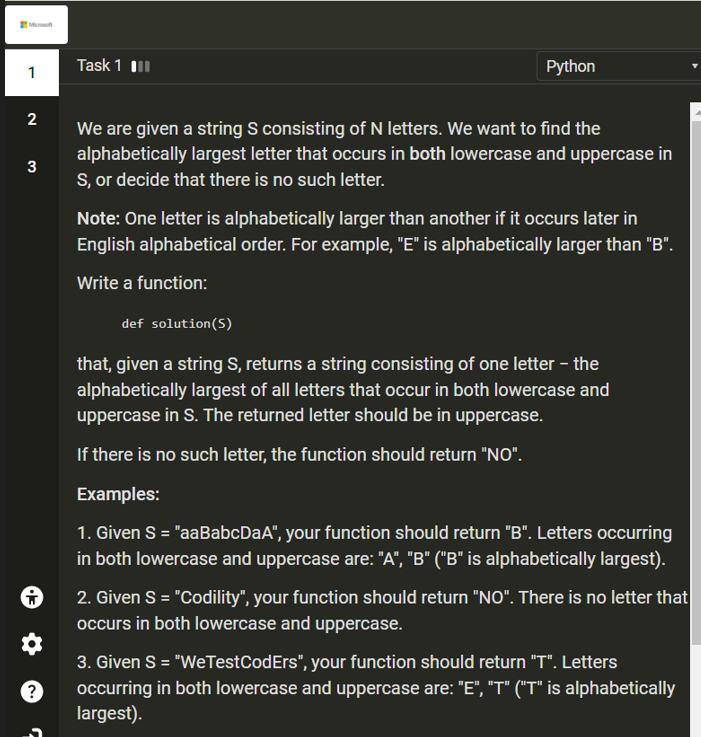 Microsoft
1
Task 1
Python
2
3
We are given a string S consisting of N letters. We want to find the
alphabetically largest letter that occurs in both lowercase and uppercase in
S, or decide that there is no such letter.
Note: One letter is alphabetically larger than another if it occurs later in
English alphabetical order. For example, "E" is alphabetically larger than "B".
Write a function:
def solution(S)
that, given a string S, returns a string consisting of one letter − the
alphabetically largest of all letters that occur in both lowercase and
uppercase in S. The returned letter should be in uppercase.
If there is no such letter, the function should return "NO".
Examples:
1. Given S = "aaBabcDaA", your function should return "B". Letters occurring
in both lowercase and uppercase are: "A", "B" ("B" is alphabetically largest).
2. Given S = "Codility", your function should return "NO". There is no letter that
occurs in both lowercase and uppercase.
3. Given S = "WeTestCodErs", your function should return "T". Letters
occurring in both lowercase and uppercase are: "E", "T" ("T" is alphabetically
largest).
?